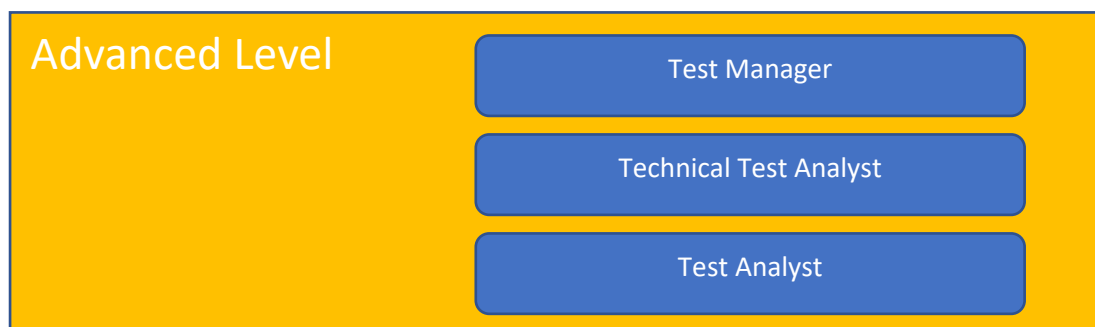 Advanced Level
Test Manager
Technical Test Analyst
Test Analyst